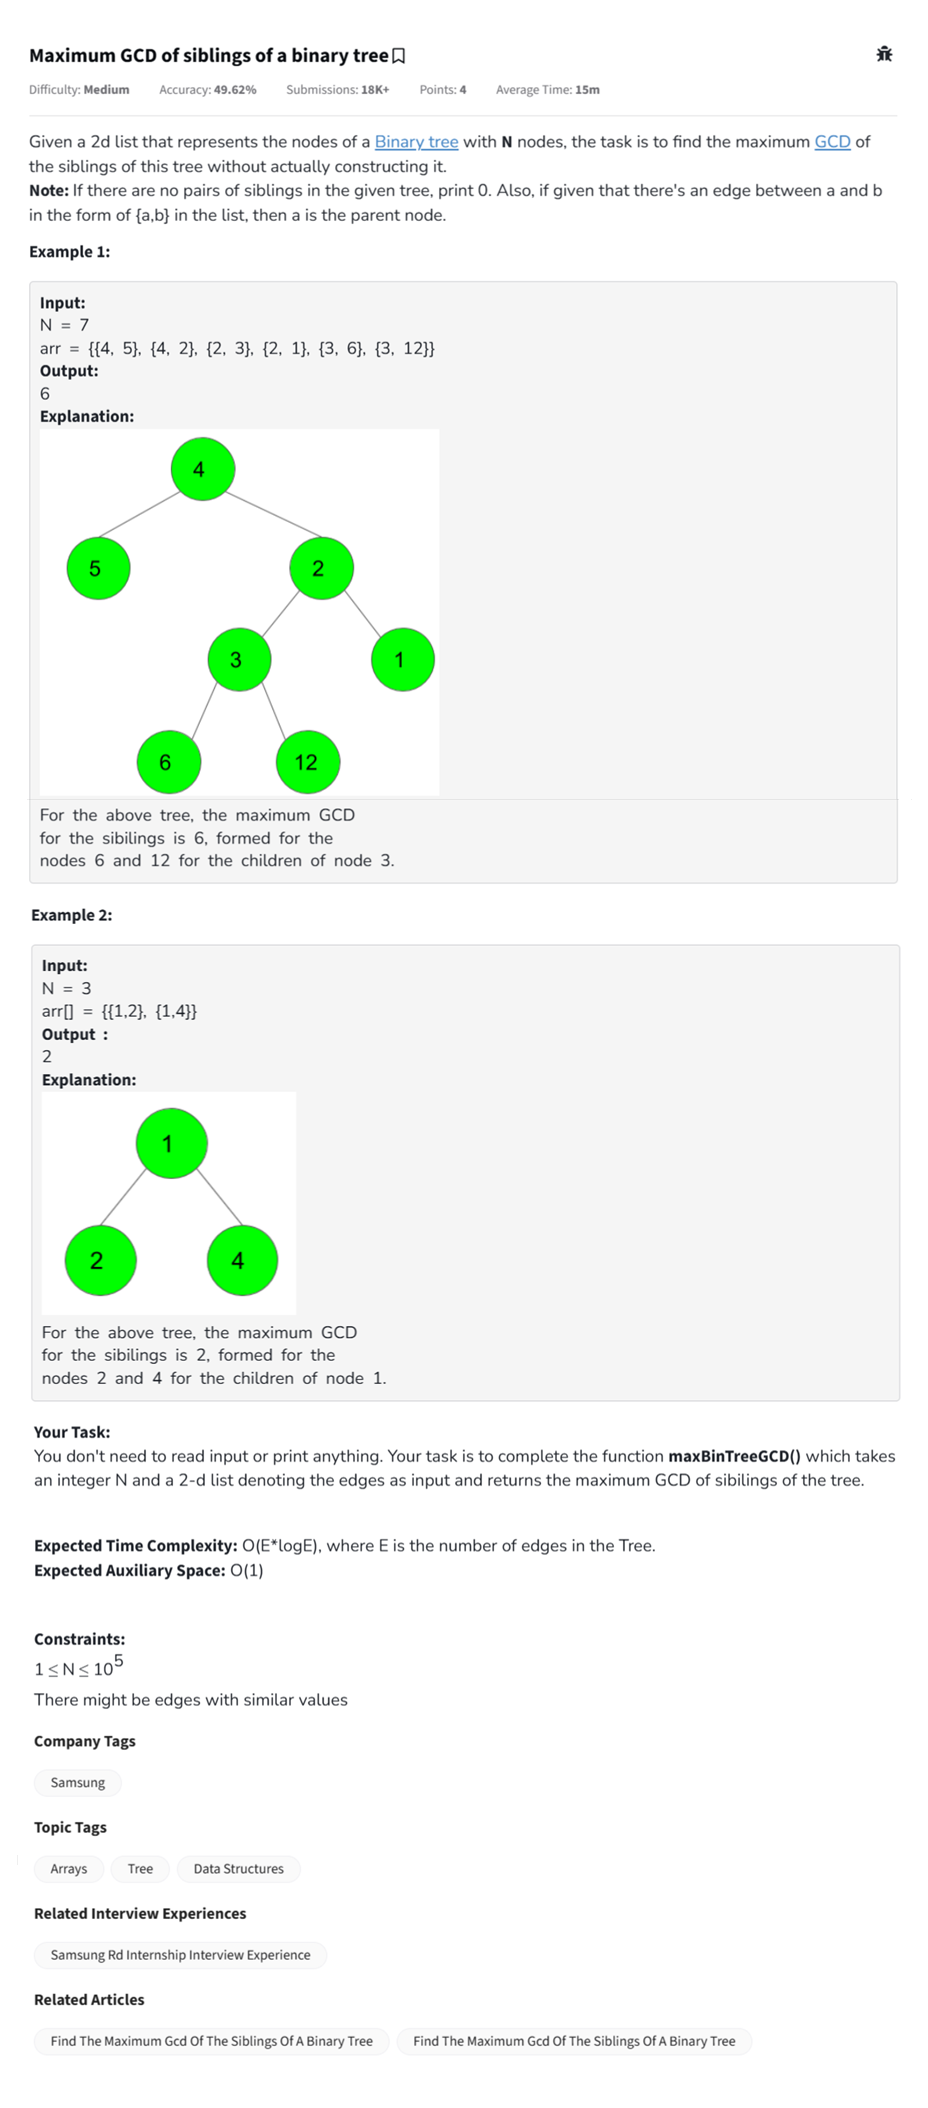 Maximum GCD of siblings of a binary tree
Difficulty: Medium Accuracy: 49.62% Submissions: 18K+ Points: 4 Average Time: 15m
Given a 2d list that represents the nodes of a Binary tree with N nodes, the task is to find the maximum GCD of
the siblings of this tree without actually constructing it.
Note: If there are no pairs of siblings in the given tree, print 0. Also, if given that there's an edge between a and b
in the form of {a,b} in the list, then a is the parent node.
Example 1:
Input:
N = 7
arr = {{4, 5}, {4, 2}, {2, 3}, {2, 1}, {3, 6}, {3, 12}}
Output:
6
Explanation:
4
5 2
3 1
6 12
For the above tree, the maximum GCD
for the sibilings is 6, formed for the
nodes 6 and 12 for the children of node 3.
Example 2:
Input:
N = 3
arr[] = {{1,2}, {1,4}}
Output :
2
Explanation:
1
2 4
For the above tree, the maximum GCD
for the sibilings is 2, formed for the
nodes 2 and 4 for the children of node 1.
Your Task:
You don't need to read input or print anything. Your task is to complete the function maxBinTreeGCD() which takes
an integer N and a 2-d list denoting the edges as input and returns the maximum GCD of sibilings of the tree.
Expected Time Complexity: O(E*logE), where E is the number of edges in the Tree.
Expected Auxiliary Space: O(1)
Constraints:
1 ≤ N ≤ 10^5
There might be edges with similar values
Company Tags
Samsung
Topic Tags
Arrays Tree Data Structures
Related Interview Experiences
Samsung Rd Internship Interview Experience
Related Articles
Find The Maximum Gcd Of The Siblings Of A Binary Tree Find The Maximum Gcd Of The Siblings Of A Binary Tree